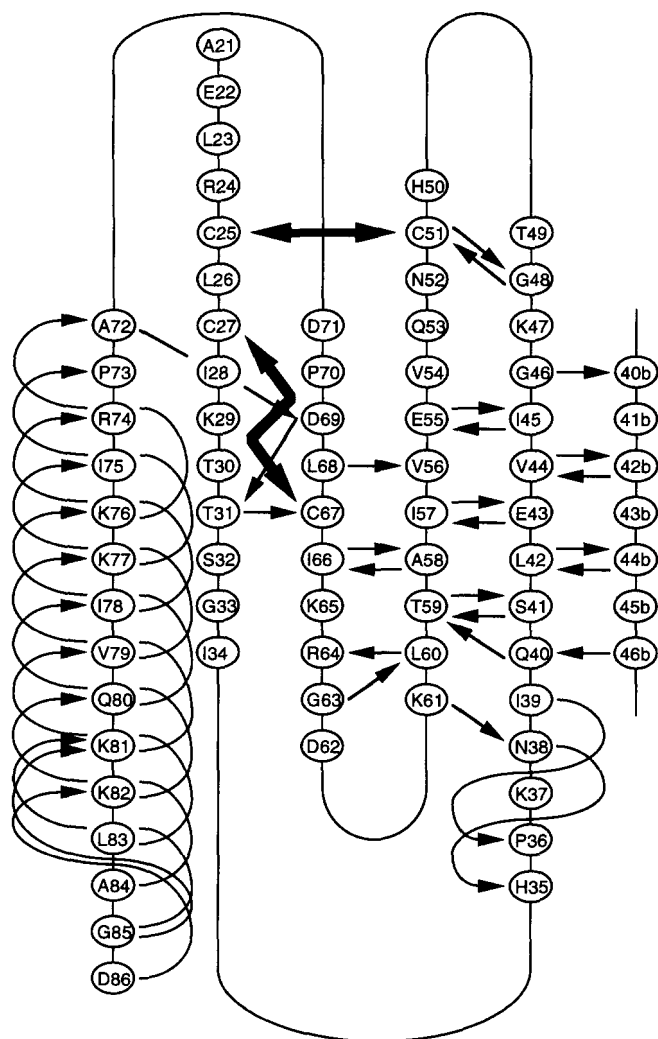 A21
E22
L23
R24
C25
L26
C27
I28
K29
T30
T31
S32
G33
I34
H35
P36
K37
N38
I39
Q40
S41
L42
E43
V44
I45
G46
K47
G48
T49
H50
C51
N52
Q53
V54
E55
V56
I57
A58
T59
L60
K61
D62
G63
R64
K65
I66
C67
L68
D69
P70
D71
A72
P73
R74
I75
K76
K77
I78
V79
Q80
K81
K82
L83
A84
G85
D86
40b
41b
42b
43b
44b
45b
46b